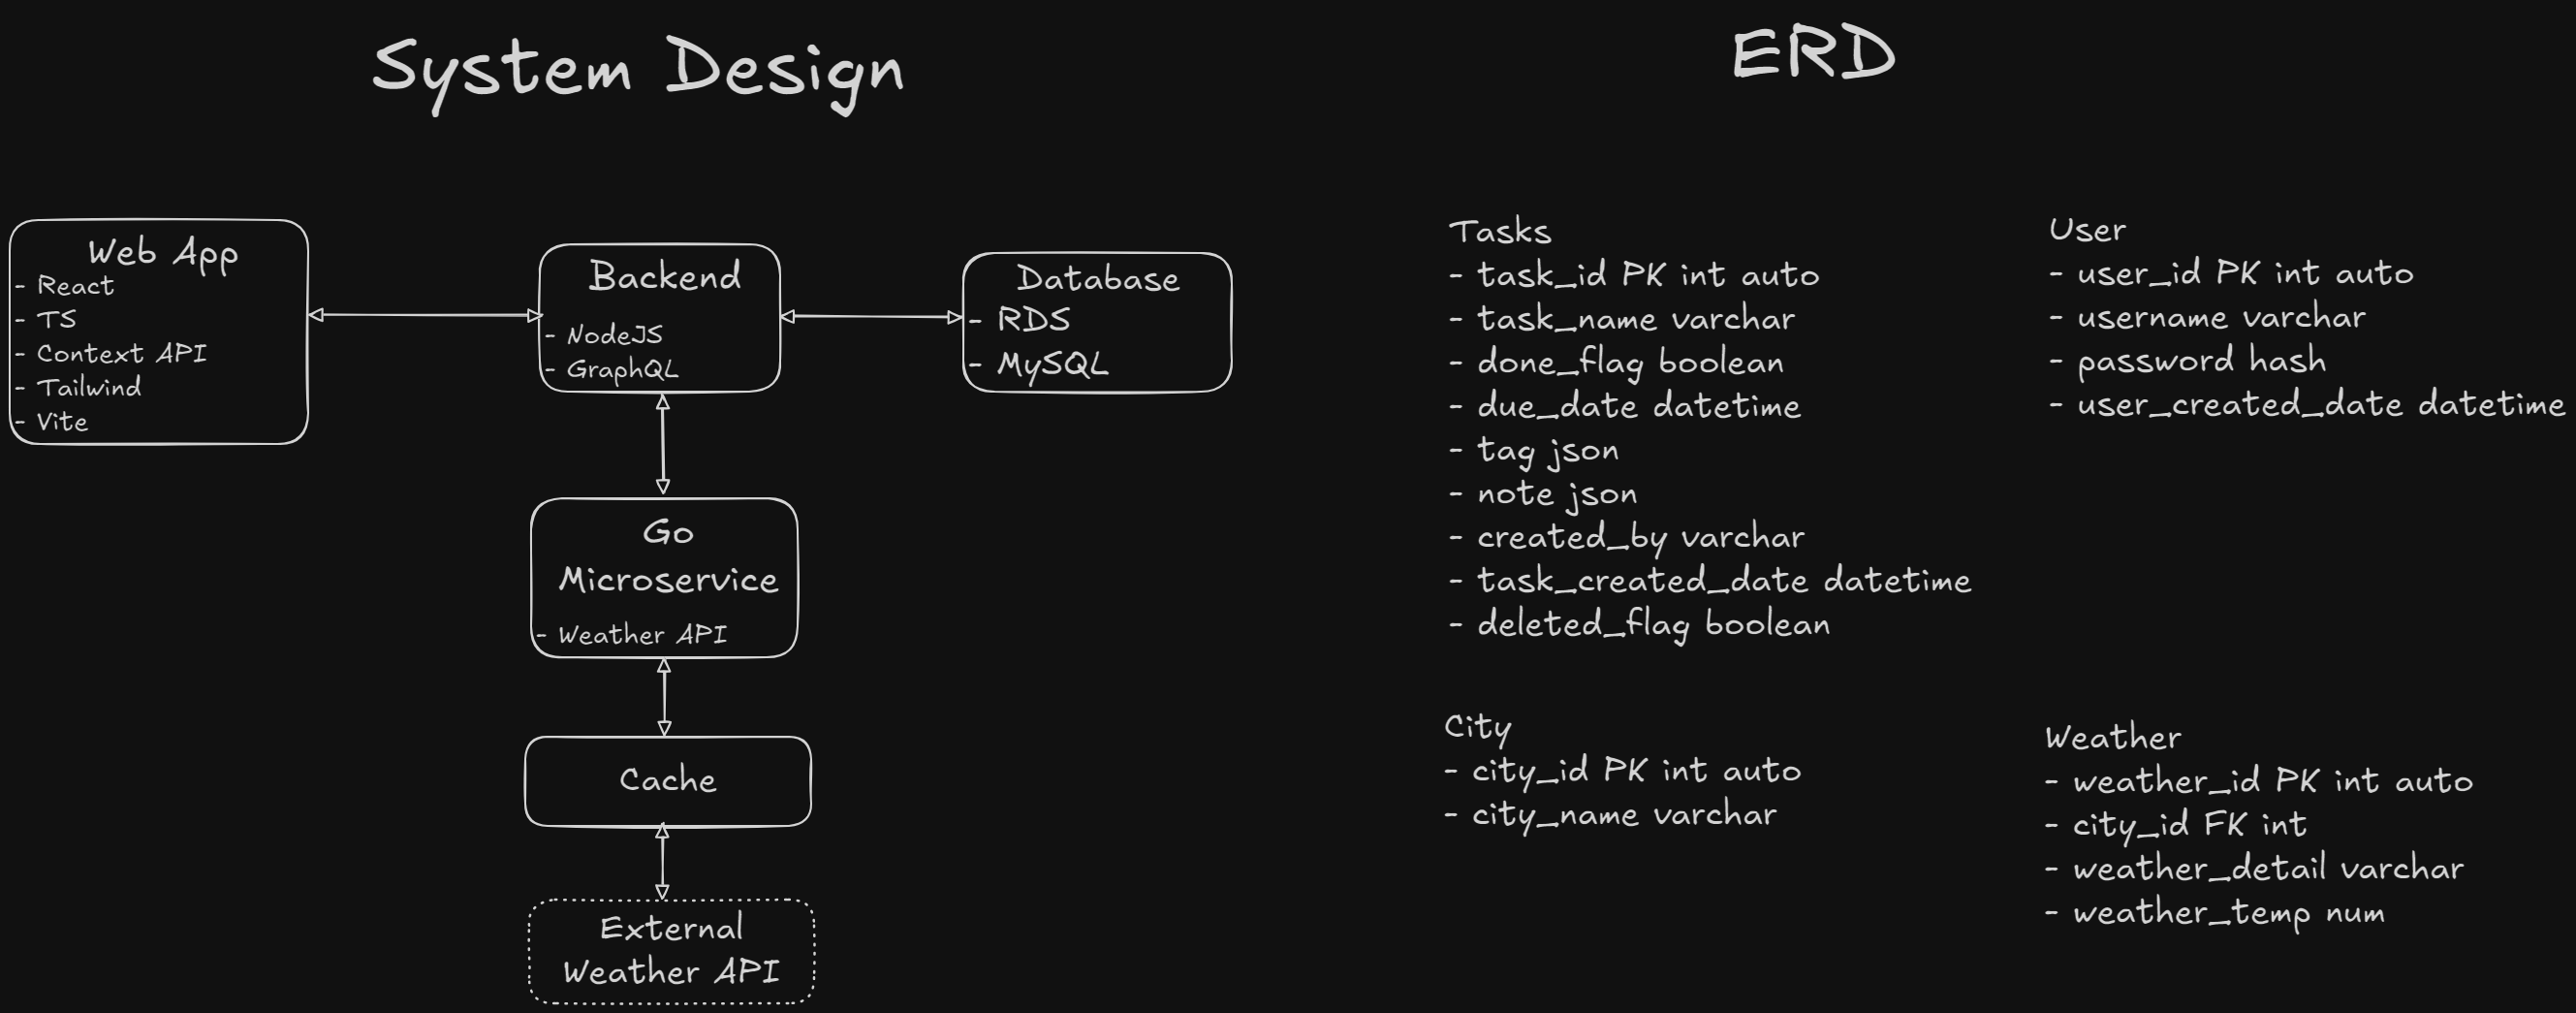 System Design
Web App
- React
- TS
- Context API
- Tailwind
- Vite
Backend
- NodeJS
- GraphQL
Database
- RDS
- MySQL
Go
Microservice
- Weather API
Cache
External
Weather API
ERD
Tasks
- task_id PK int auto
- task_name varchar
- done_flag boolean
- due_date datetime
- tag json
- note json
- created_by varchar
- task_created_date datetime
- deleted_flag boolean
User
- user_id PK int auto
- username varchar
- password hash
- user_created_date datetime
City
- city_id PK int auto
- city_name varchar
Weather
- weather_id PK int auto
- city_id FK int
- weather_detail varchar
- weather_temp num